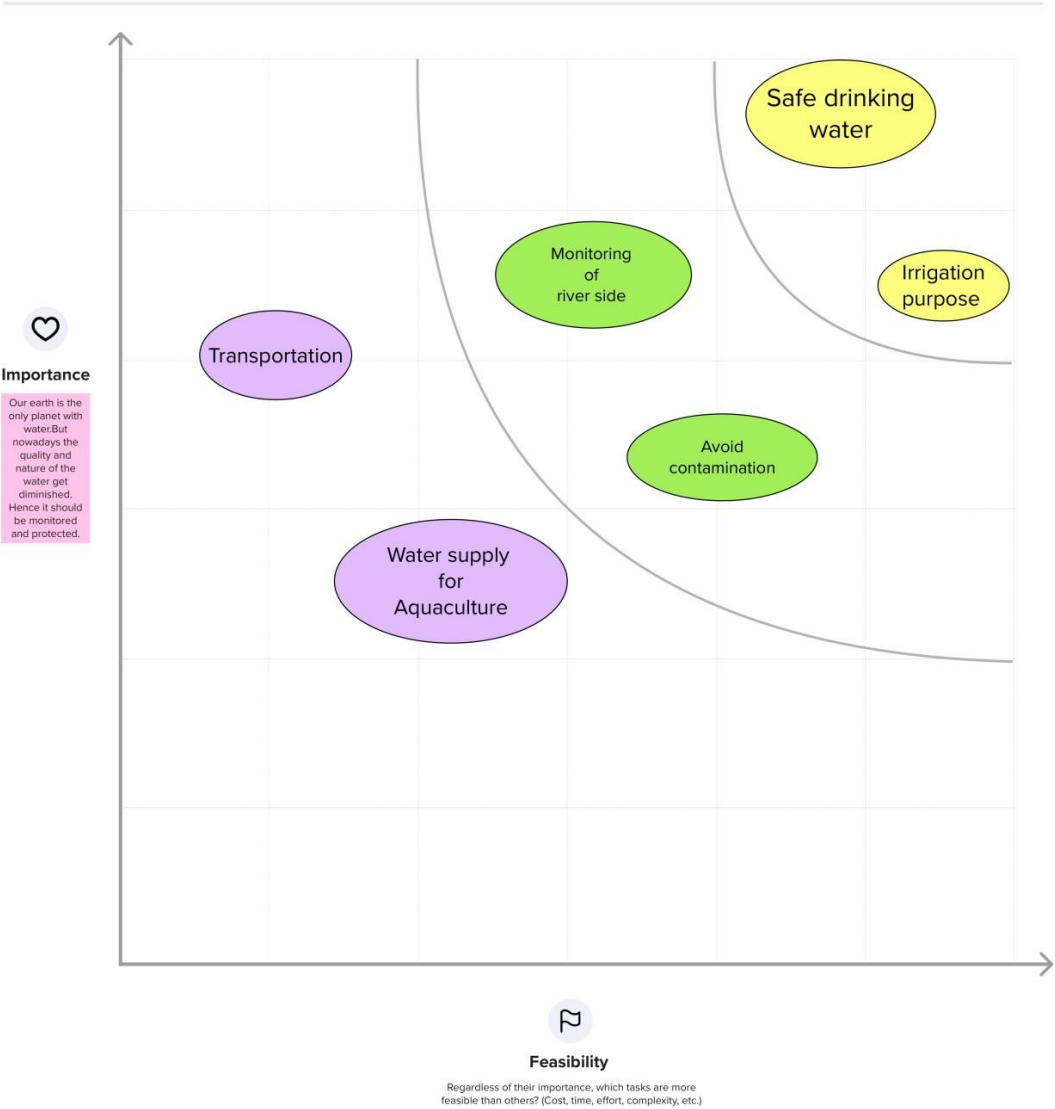 Safe drinking
water
Monitoring
of
river side
Irrigation
purpose
Transportation
Importance
Our earth is the
only planet with
water.But
nowadays the
quality and
nature of the
water get
diminished.
Hence it should
be monitored
and protected.
Avoid
contamination
Water supply
for
Aquaculture
Feasibility
Regardless of their importance, which tasks are more
feasible than others? (Cost, time, effort, complexity, etc.)